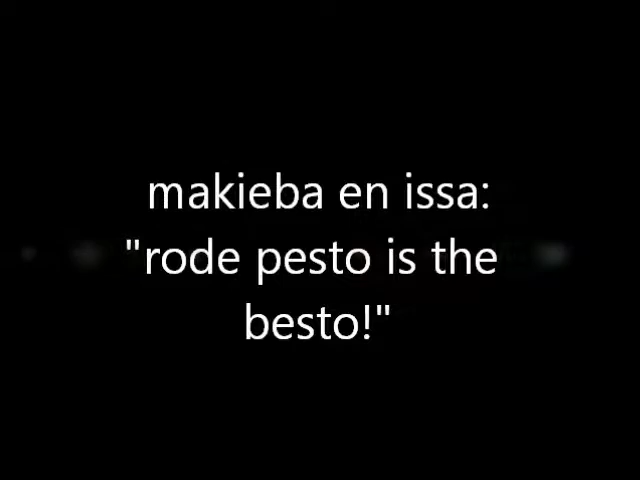 makieba en issa:
"rode pesto is the
besto!"